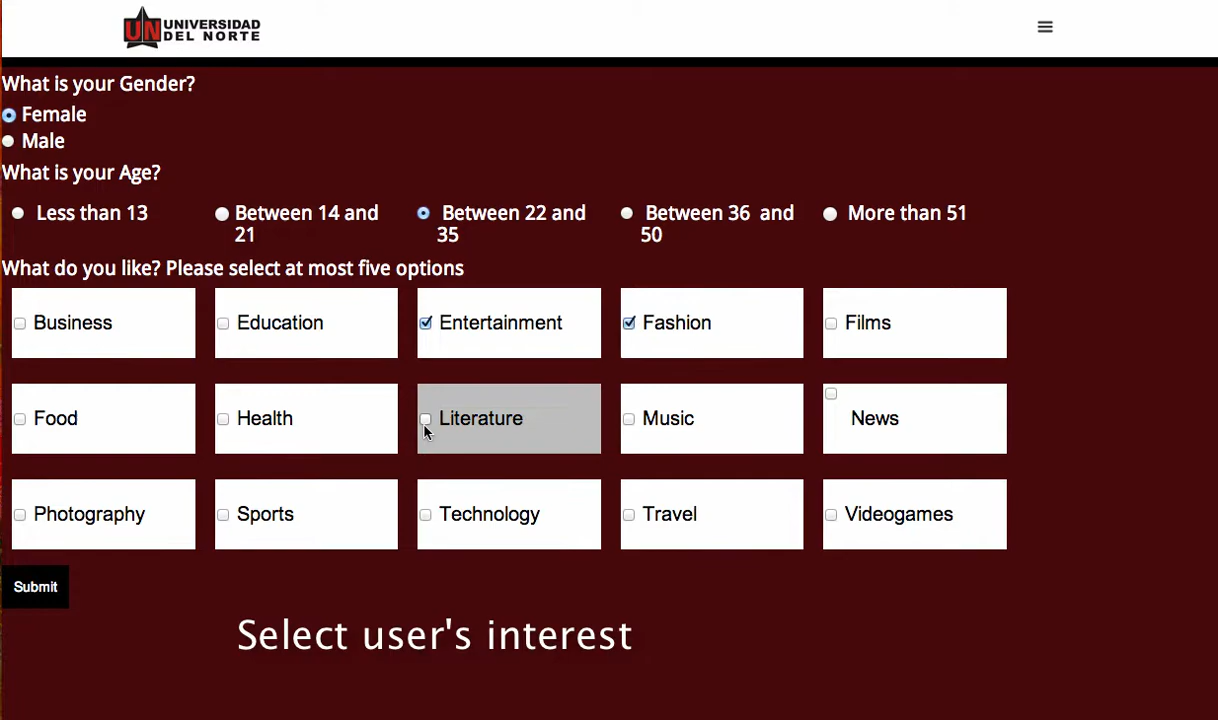 UN UNIVERSIDAD
DEL NORTE
What is your Gender?
Female
Male
What is your Age?
Less than 13
Between 14 and
21
Between 22 and
35
Between 36 and
50
More than 51
What do you like? Please select at most five options
Business
Education
Entertainment
Fashion
Films
Food
Health
Literature
Music
News
Photography
Sports
Technology
Travel
Videogames
Submit
Select user's interest